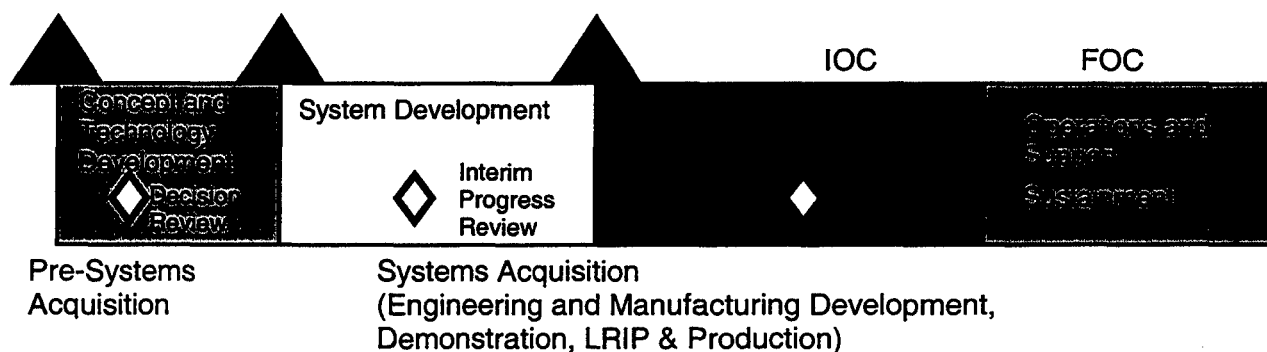 IOC
FOC
Concept and
Technology
Development
Decision
Review
System Development
Interim
Progress
Review
Operations and
Support
Sustainment
Pre-Systems
Acquisition
Systems Acquisition
(Engineering and Manufacturing Development,
Demonstration, LRIP & Production)